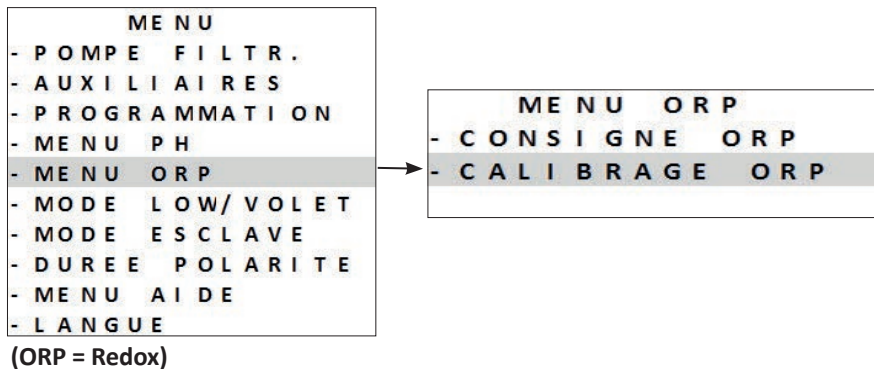 MENU
- POMPE FILTR.
- AUXILIAIRES
- PROGRAMMATION
- MENU PH
- MENU ORP
- MODE LOW/VOLET
- MODE ESCLAVE
- DUREE POLARITE
- MENU AIDE
- LANGUE
(ORP = Redox)
MENU ORP
- CONSIGNE ORP
- CALIBRAGE ORP